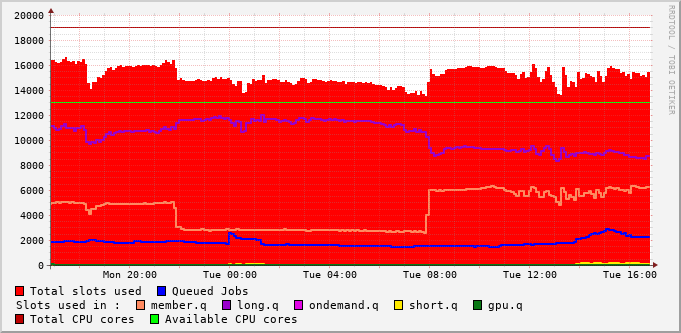 RRDTOOL / TOBI OETIKER
20000
18000
16000
14000
12000
10000
8000
6000
4000
2000
0
Mon 20:00 Tue 00:00 Tue 04:00 Tue 08:00 Tue 12:00 Tue 16:00
Total slots used Queued Jobs
Slots used in : member.q long.q ondemand.q short.q gpu.q
Total CPU cores Available CPU cores